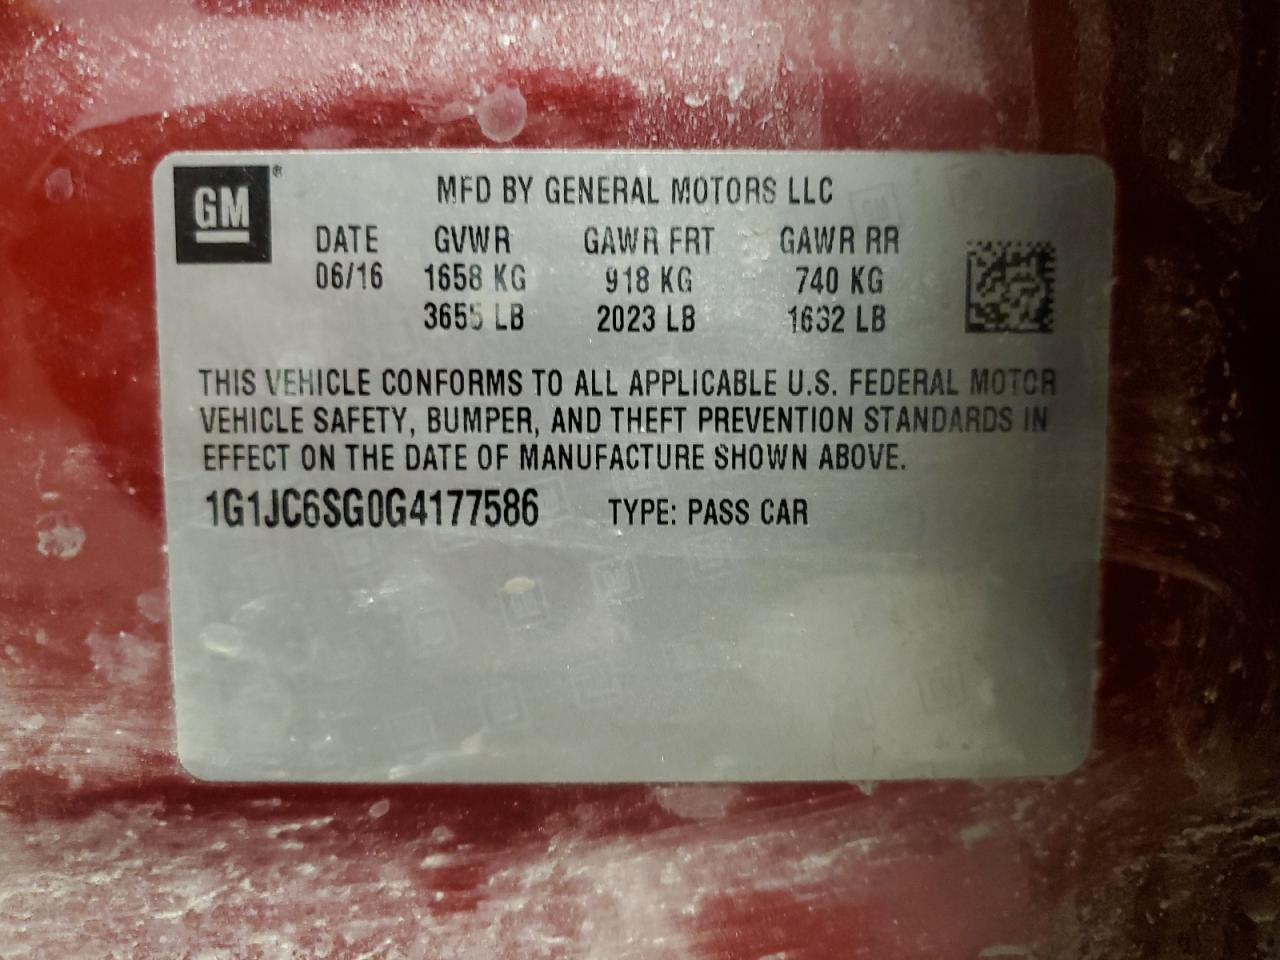 GM®
MFD BY GENERAL MOTORS LLC
DATE GVWR GAWR FRT GAWR RR
06/16 1658 KG 918 KG 740 KG
3655 LB 2023 LB 1632 LB
THIS VEHICLE CONFORMS TO ALL APPLICABLE U.S. FEDERAL MOTOR
VEHICLE SAFETY, BUMPER, AND THEFT PREVENTION STANDARDS IN
EFFECT ON THE DATE OF MANUFACTURE SHOWN ABOVE.
1G1JC6SG0G4177586 TYPE: PASS CAR